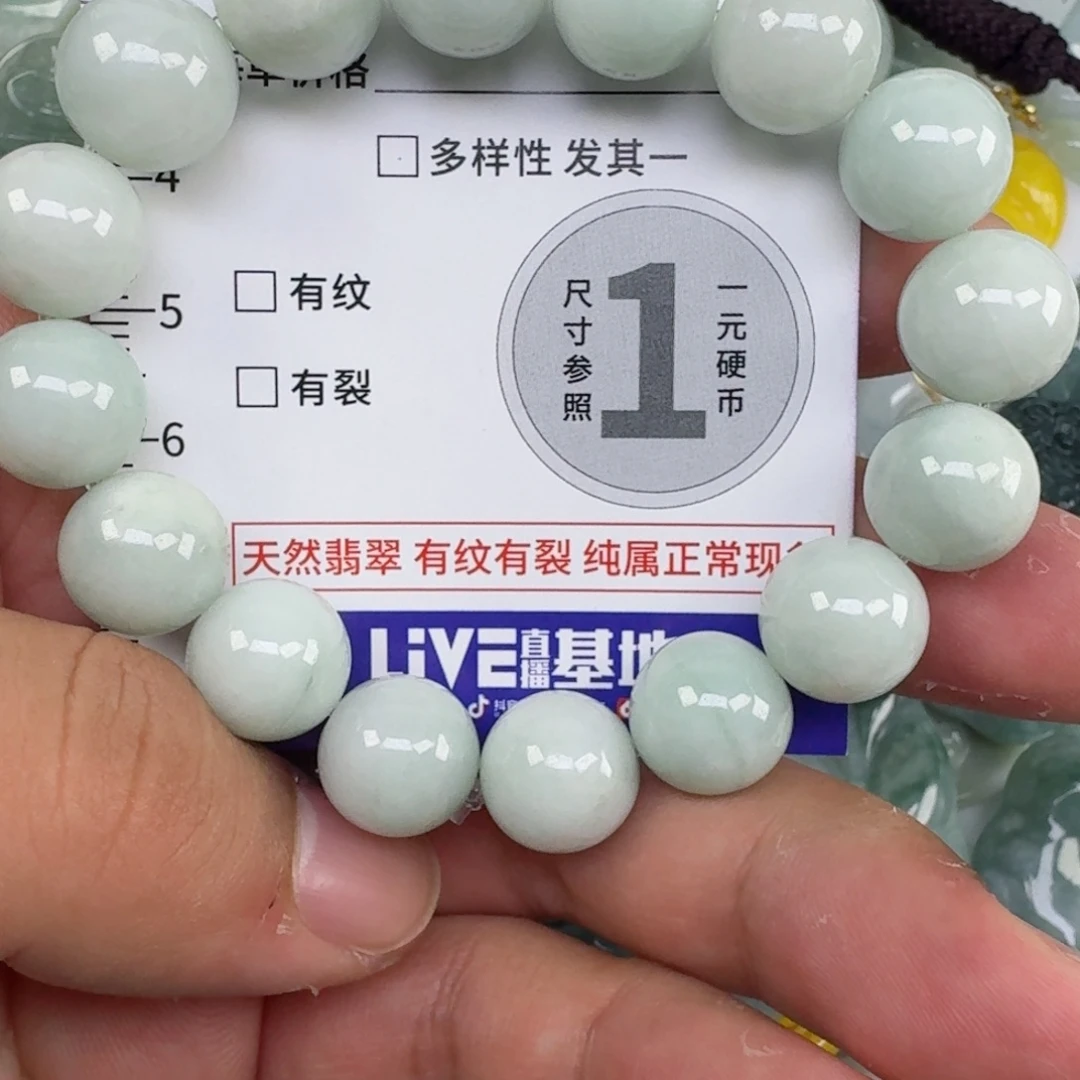 价格
□ 多样性 发其一
4
□ 有纹
5
□ 有裂
6
尺寸参照
1
一元硬币
天然翡翠 有纹有裂 纯属正常现
LiVE直播基地